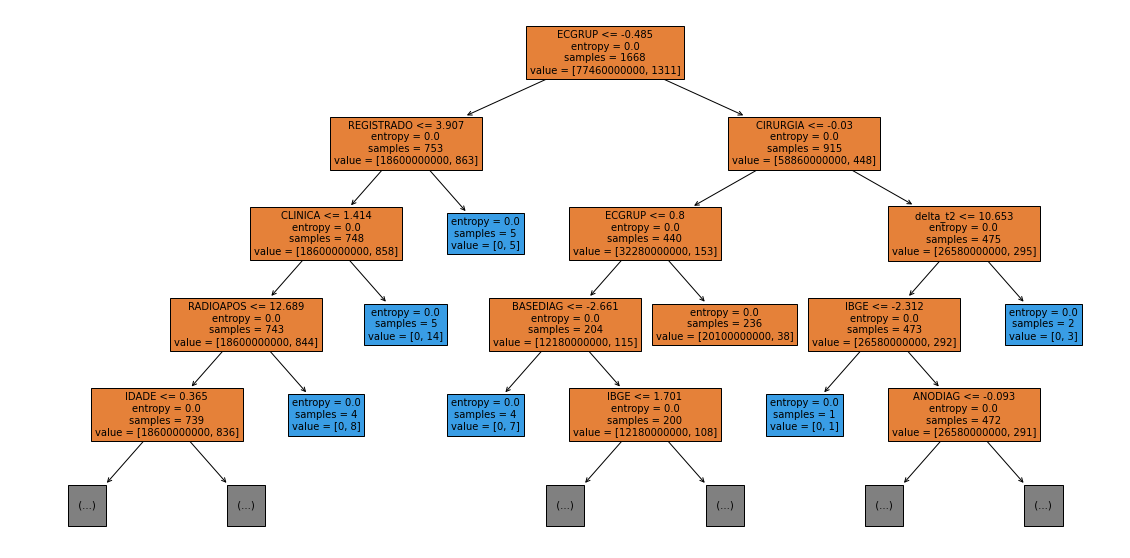 ECGRUP <= -0.485
entropy = 0.0
samples = 1668
value = [77460000000, 1311]
REGISTRADO <= 3.907
entropy = 0.0
samples = 753
value = [18600000000, 863]
CIRURGIA <= -0.03
entropy = 0.0
samples = 915
value = [58860000000, 448]
CLINICA <= 1.414
entropy = 0.0
samples = 748
value = [18600000000, 858]
entropy = 0.0
samples = 5
value = [0, 5]
ECGRUP <= 0.8
entropy = 0.0
samples = 440
value = [32280000000, 153]
delta_t2 <= 10.653
entropy = 0.0
samples = 475
value = [26580000000, 295]
RADIOAPOS <= 12.689
entropy = 0.0
samples = 743
value = [18600000000, 844]
entropy = 0.0
samples = 5
value = [0, 14]
BASEDIAG <= -2.661
entropy = 0.0
samples = 204
value = [12180000000, 115]
entropy = 0.0
samples = 236
value = [20100000000, 38]
IBGE <= -2.312
entropy = 0.0
samples = 473
value = [26580000000, 292]
entropy = 0.0
samples = 2
value = [0, 3]
IDADE <= 0.365
entropy = 0.0
samples = 739
value = [18600000000, 836]
entropy = 0.0
samples = 4
value = [0, 8]
entropy = 0.0
samples = 4
value = [0, 7]
IBGE <= 1.701
entropy = 0.0
samples = 200
value = [12180000000, 108]
entropy = 0.0
samples = 1
value = [0, 1]
ANODIAG <= -0.093
entropy = 0.0
samples = 472
value = [26580000000, 291]
(...)
(...)
(...)
(...)
(...)
(...)